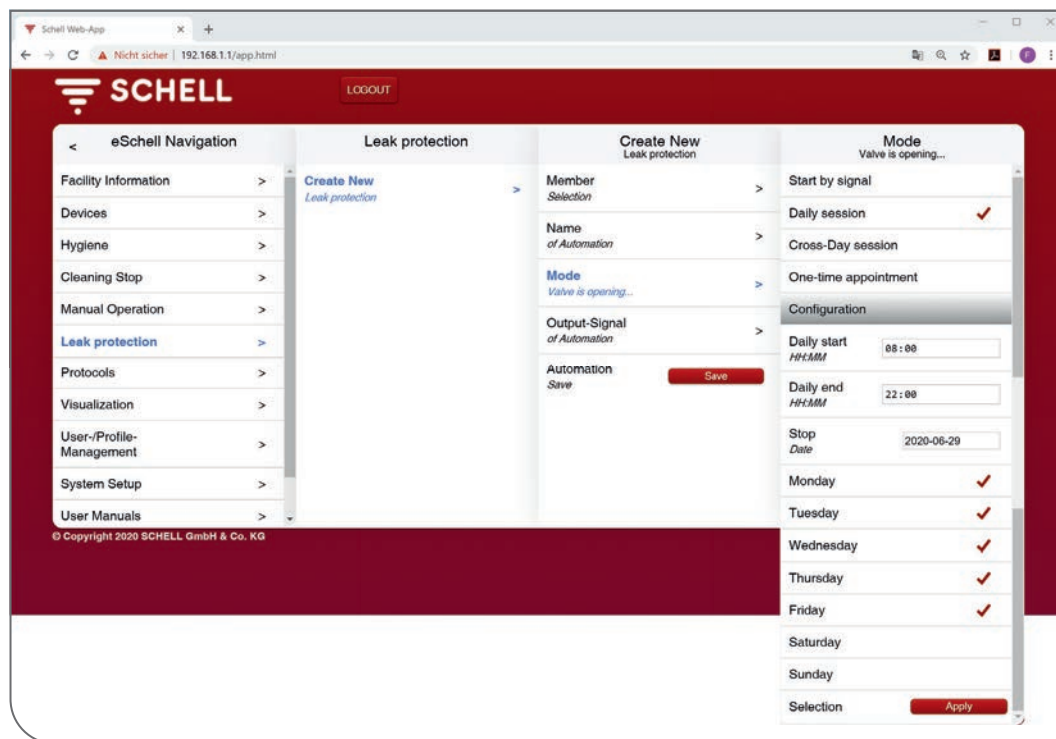 Schell Web-App
Nicht sicher | 192.168.1.1/app.html
F
SCHELL
LOGOUT
< eSchell Navigation
Facility Information >
Devices >
Hygiene >
Cleaning Stop >
Manual Operation >
Leak protection >
Protocols >
Visualization >
User-/Profile-
Management >
System Setup >
User Manuals >
Leak protection
Create New >
Leak protection
Create New
Leak protection
Member >
Selection
Name >
of Automation
Mode >
Valve is opening...
Output-Signal >
of Automation
Automation Save
Save
Mode
Valve is opening...
Start by signal
Daily session
Cross-Day session
One-time appointment
Configuration
Daily start 08:00
HH:MM
Daily end 22:00
HH:MM
Stop 2020-06-29
Date
Monday
Tuesday
Wednesday
Thursday
Friday
Saturday
Sunday
Selection Apply
© Copyright 2020 SCHELL GmbH & Co. KG